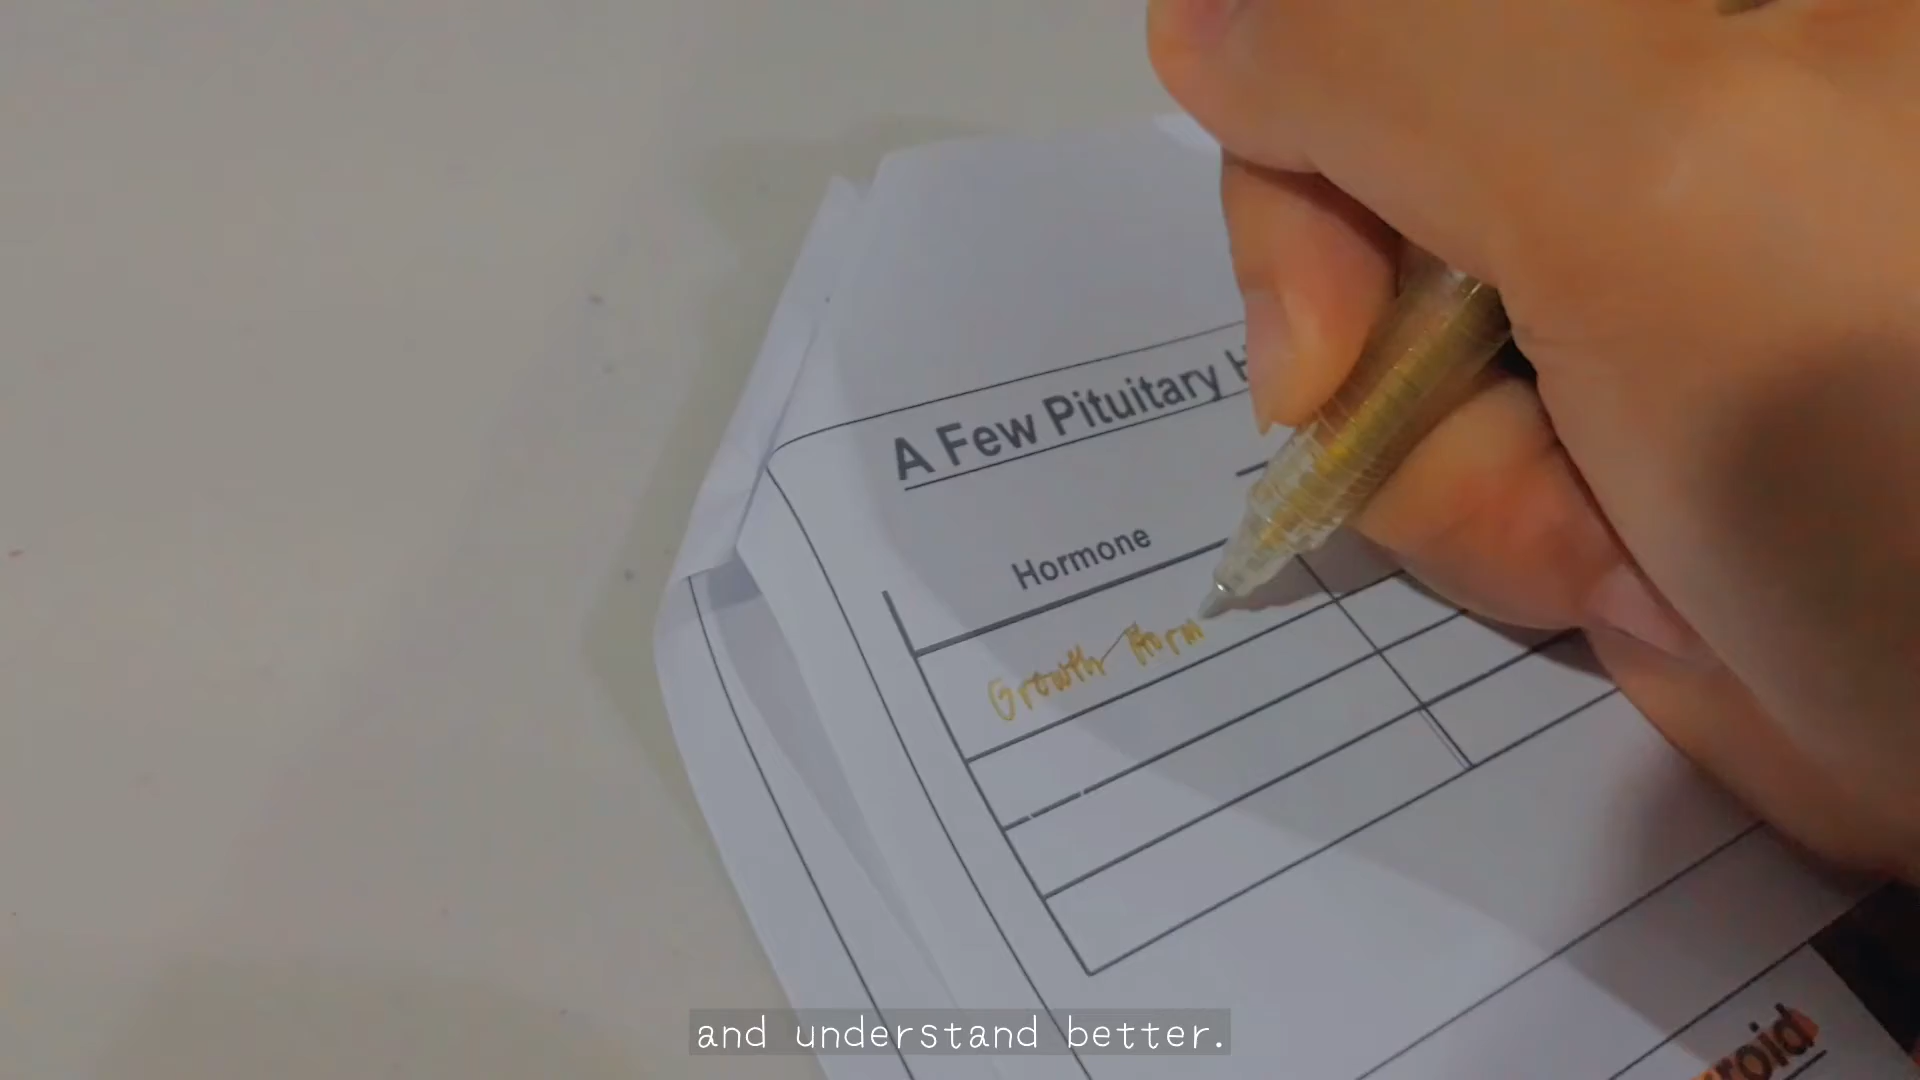 A Few Pituitary
Hormone
Growth Horm
roid
and understand better.